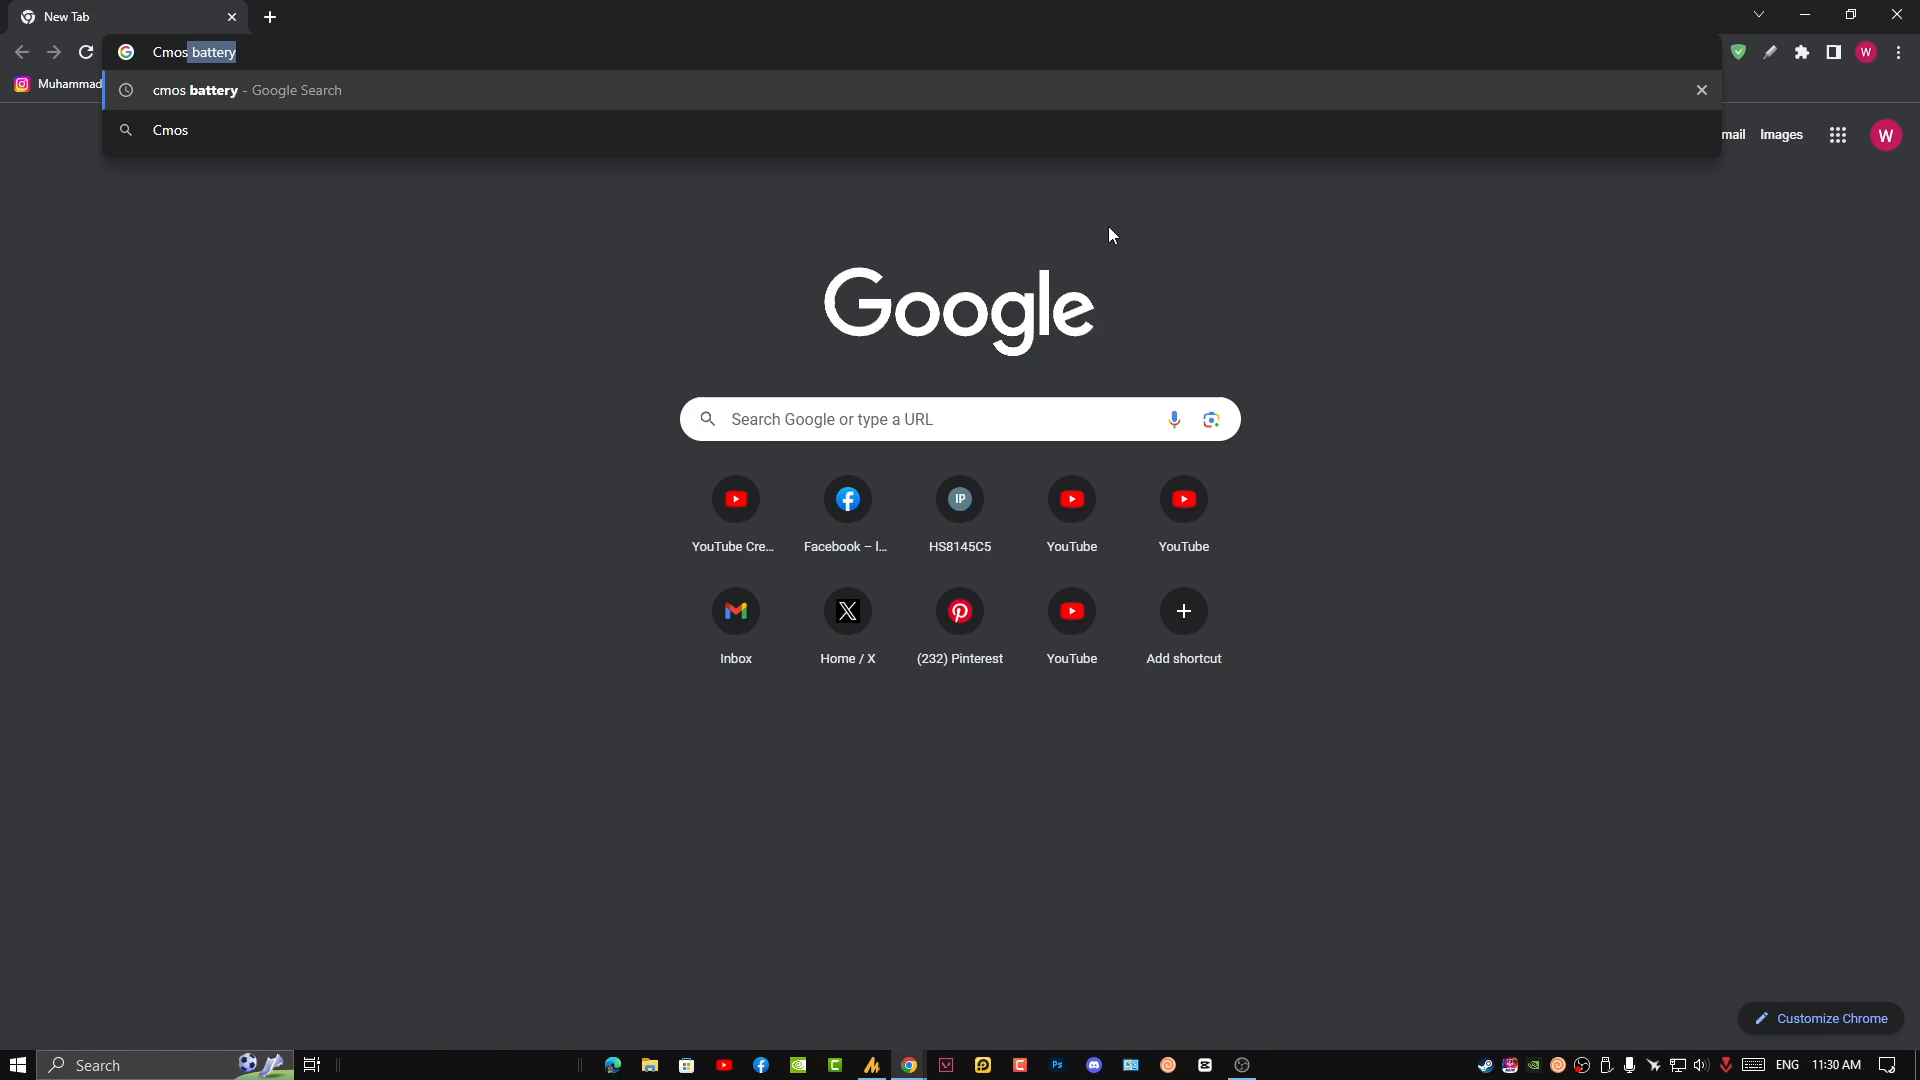 New Tab
Cmos battery
Muhammad
cmos battery - Google Search
Cmos
mail Images
W
W
Google
Search Google or type a URL
IP
YouTube Cre... Facebook – l... HS8145C5 YouTube YouTube
Inbox Home / X (232) Pinterest YouTube Add shortcut
Customize Chrome
Search
Ps
ENG 11:30 AM